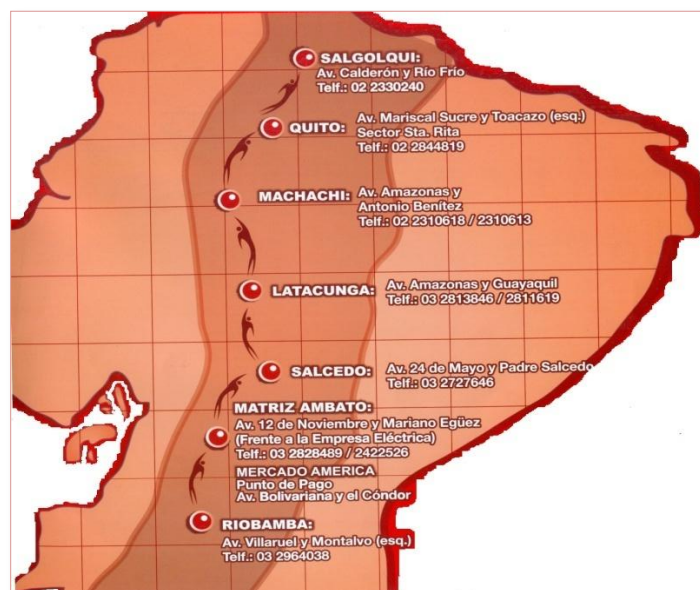 SALGOLQUI:
Av. Calderón y Río Frío
Telf.: 02 2330240
QUITO:
Av. Mariscal Sucre y Toacazo (esq.)
Sector Sta. Rita
Telf.: 02 2844819
MACHACHI:
Av. Amazonas y
Antonio Benítez
Telf.: 02 2310618 / 2310613
LATACUNGA:
Av. Amazonas y Guayaquil
Telf.: 03 2813846 / 2811619
SALCEDO:
Av. 24 de Mayo y Padre Salcedo
Telf.: 03 2727646
MATRIZ AMBATO:
Av. 12 de Noviembre y Mariano Egüez
(Frente a la Empresa Eléctrica)
Telf.: 03 2828489 / 2422526
MERCADO AMERICA
Punto de Pago
Av. Bolivariana y el Cóndor
RIOBAMBA:
Av. Villaruel y Montalvo (esq.)
Telf.: 03 2964038